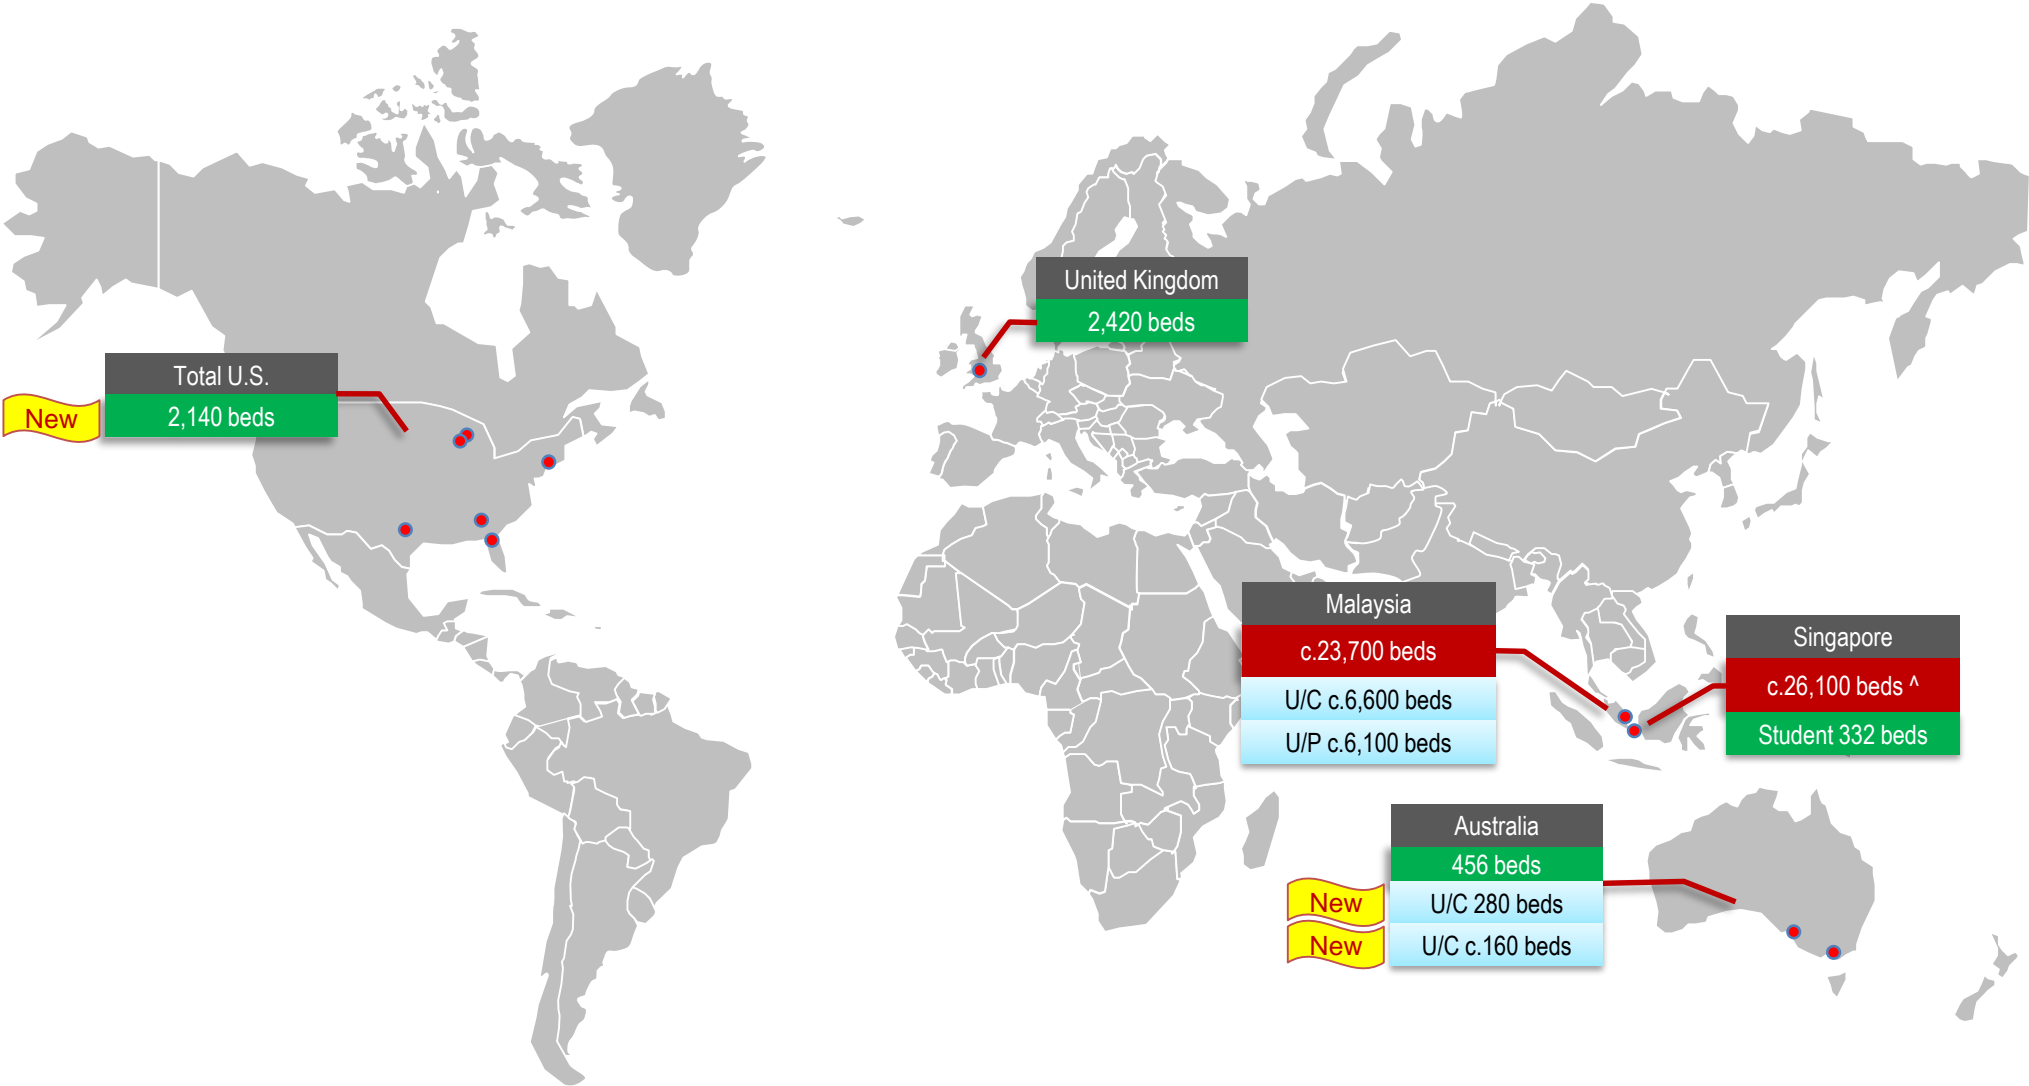 United Kingdom
2,420 beds
Total U.S.
New
2,140 beds
Malaysia
c.23,700 beds
U/C c.6,600 beds
U/P c.6,100 beds
Singapore
c.26,100 beds ^
Student 332 beds
Australia
456 beds
New
U/C 280 beds
New
U/C c.160 beds